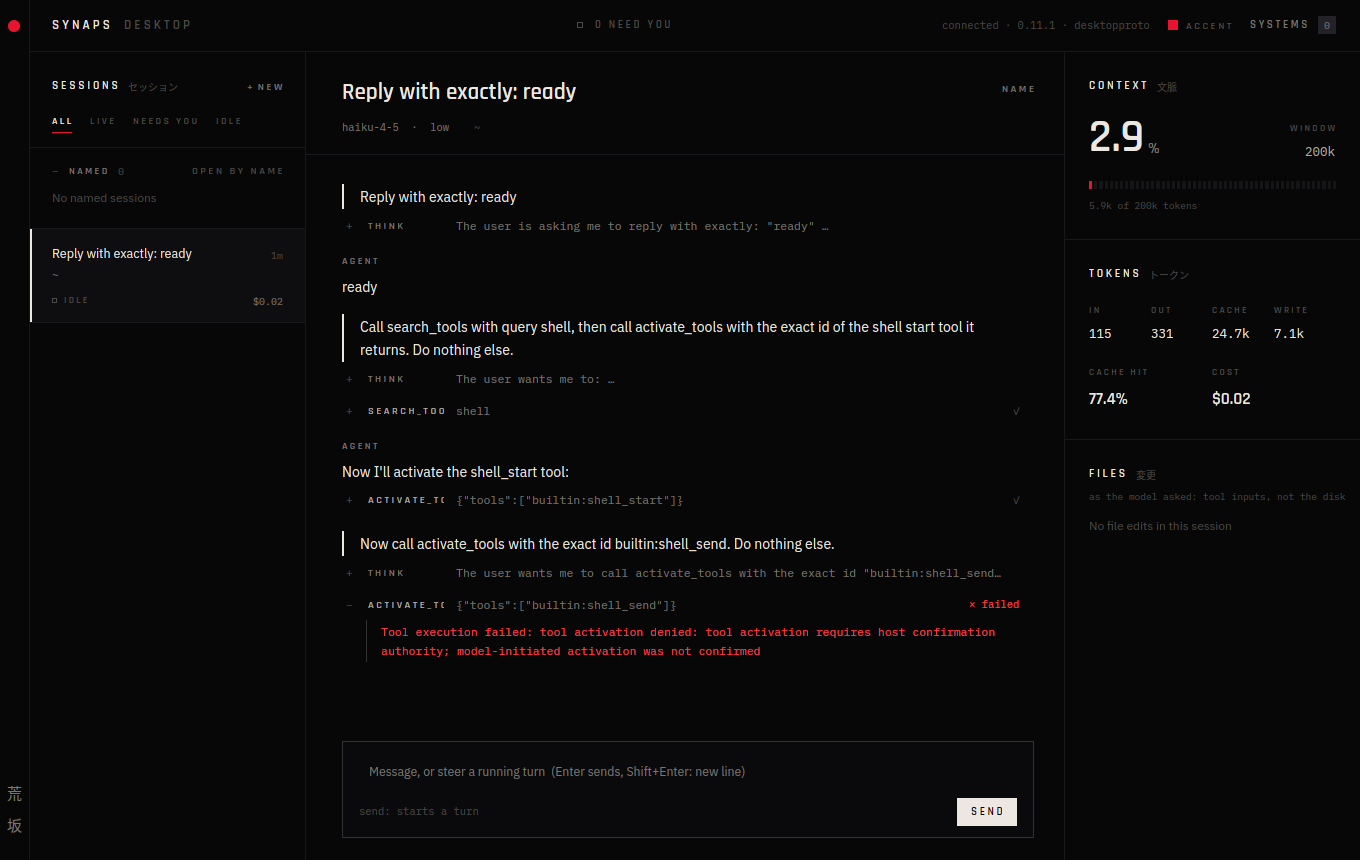 SYNAPS DESKTOP
0 NEED YOU
connected · 0.11.1 · desktopproto
ACCENT
SYSTEMS 0
SESSIONS セッション
+ NEW
ALL LIVE NEEDS YOU IDLE
− NAMED 0 OPEN BY NAME
No named sessions
Reply with exactly: ready 1m
~
IDLE $0.02
荒
坂
Reply with exactly: ready
NAME
haiku-4-5 · low ~
Reply with exactly: ready
+ THINK The user is asking me to reply with exactly: "ready" …
AGENT
ready
Call search_tools with query shell, then call activate_tools with the exact id of the shell start tool it
returns. Do nothing else.
+ THINK The user wants me to: …
+ SEARCH_TOO shell √
AGENT
Now I'll activate the shell_start tool:
+ ACTIVATE_TC {"tools":["builtin:shell_start"]} √
Now call activate_tools with the exact id builtin:shell_send. Do nothing else.
+ THINK The user wants me to call activate_tools with the exact id "builtin:shell_send…
− ACTIVATE_TC {"tools":["builtin:shell_send"]} × failed
Tool execution failed: tool activation denied: tool activation requires host confirmation
authority; model-initiated activation was not confirmed
Message, or steer a running turn (Enter sends, Shift+Enter: new line)
send: starts a turn
SEND
CONTEXT 文脈
2.9 %
WINDOW
200k
5.9k of 200k tokens
TOKENS トークン
IN OUT CACHE WRITE
115 331 24.7k 7.1k
CACHE HIT COST
77.4% $0.02
FILES 変更
as the model asked: tool inputs, not the disk
No file edits in this session